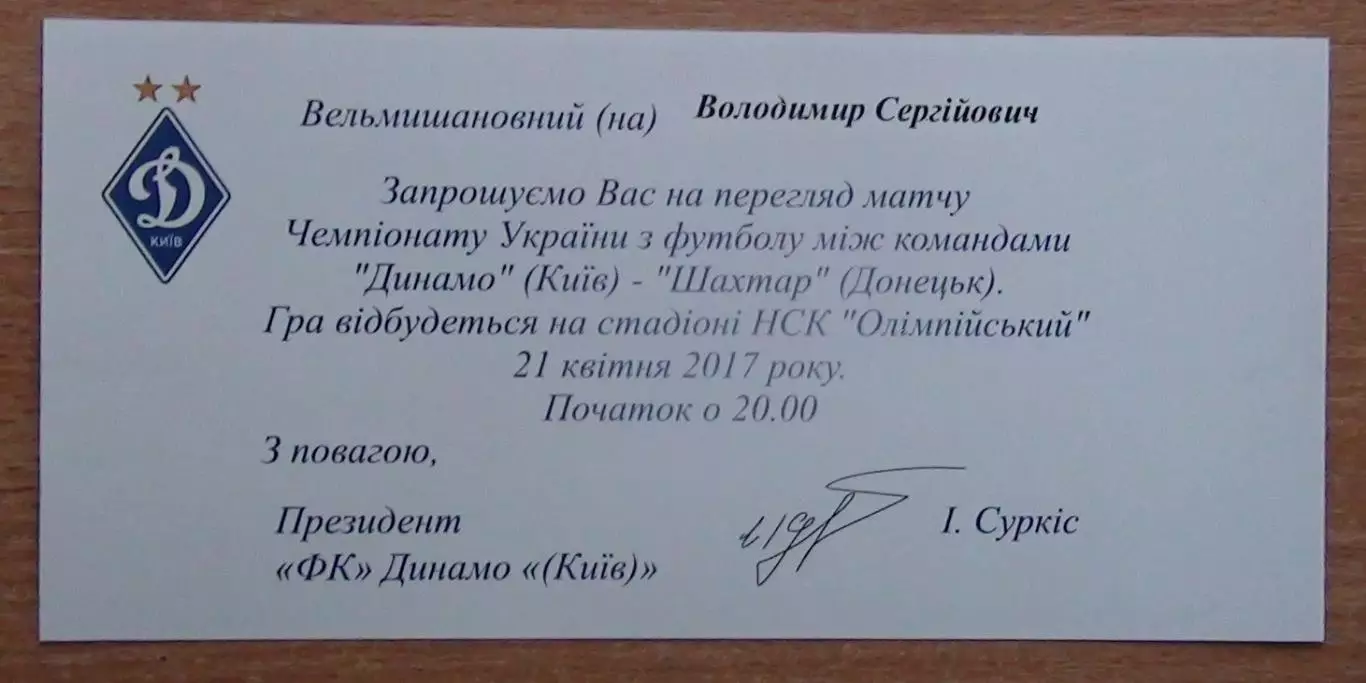 Вельмишановний (на) Володимир Сергійович
Запрошуємо Вас на перегляд матчу
Чемпіонату України з футболу між командами
"Динамо" (Київ) - "Шахтар" (Донецьк).
Гра відбудеться на стадіоні НСК "Олімпійський"
21 квітня 2017 року.
Початок о 20.00
З повагою,
Президент
«ФК» Динамо «(Київ)»
І. Суркіс
Д
КИЇВ